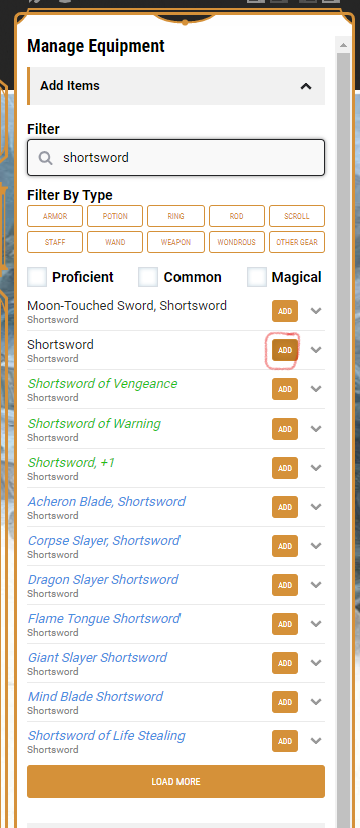 Manage Equipment
Add Items
Filter
shortsword
Filter By Type
ARMOR POTION RING ROD SCROLL
STAFF WAND WEAPON WONDROUS OTHER GEAR
Proficient Common Magical
Moon-Touched Sword, Shortsword ADD
Shortsword
Shortsword ADD
Shortsword
Shortsword of Vengeance ADD
Shortsword
Shortsword of Warning ADD
Shortsword
Shortsword, +1 ADD
Shortsword
Acheron Blade, Shortsword ADD
Shortsword
Corpse Slayer, Shortsword ADD
Shortsword
Dragon Slayer Shortsword ADD
Shortsword
Flame Tongue Shortsword ADD
Shortsword
Giant Slayer Shortsword ADD
Shortsword
Mind Blade Shortsword ADD
Shortsword
Shortsword of Life Stealing ADD
Shortsword
LOAD MORE